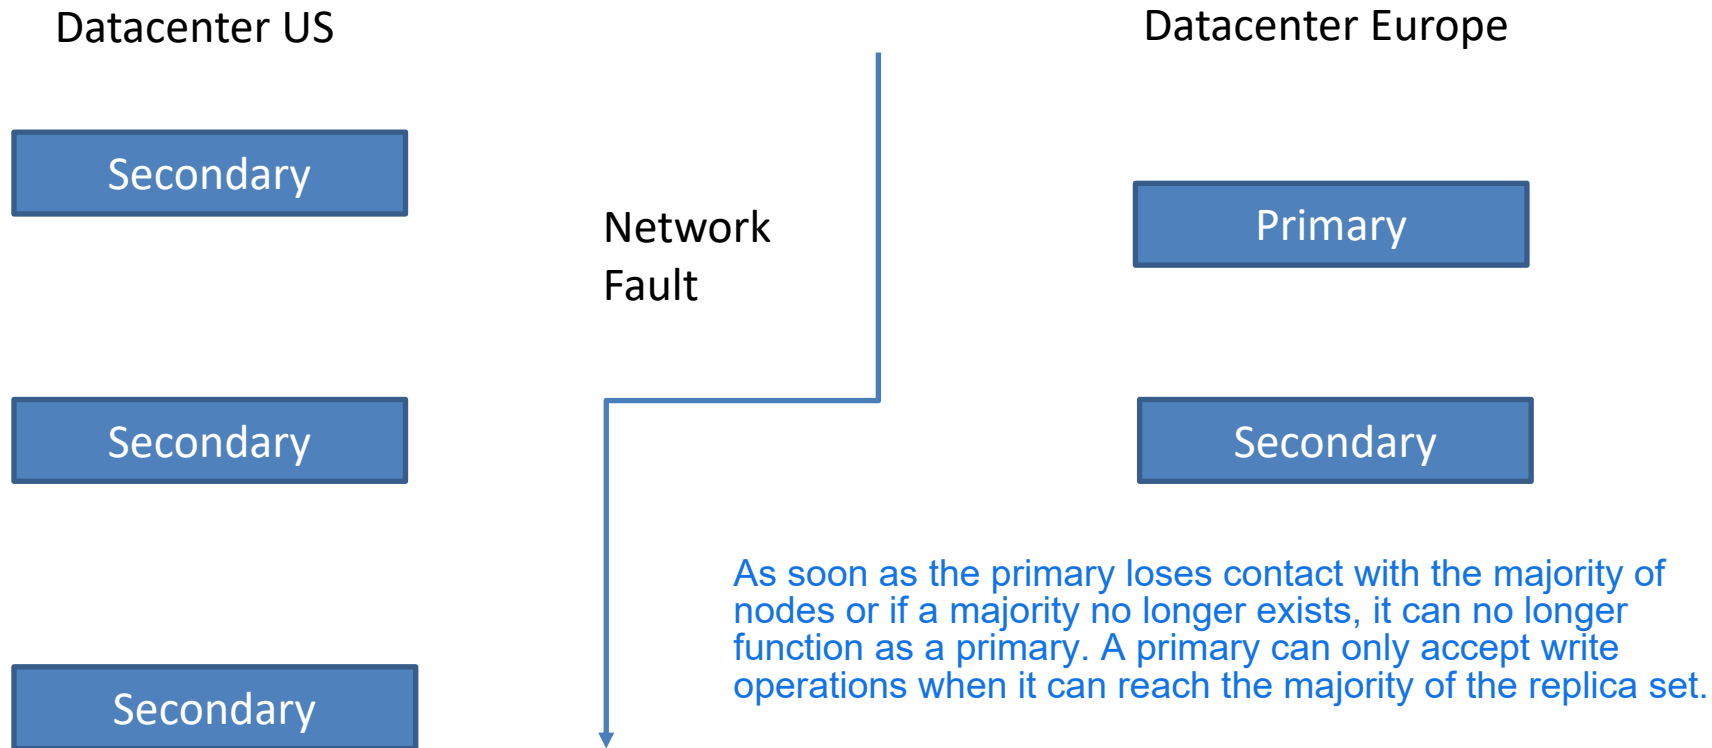 Datacenter US
Datacenter Europe
Secondary
Primary
Network
Fault
Secondary
Secondary
As soon as the primary loses contact with the majority of
nodes or if a majority no longer exists, it can no longer
function as a primary. A primary can only accept write
operations when it can reach the majority of the replica set.
Secondary